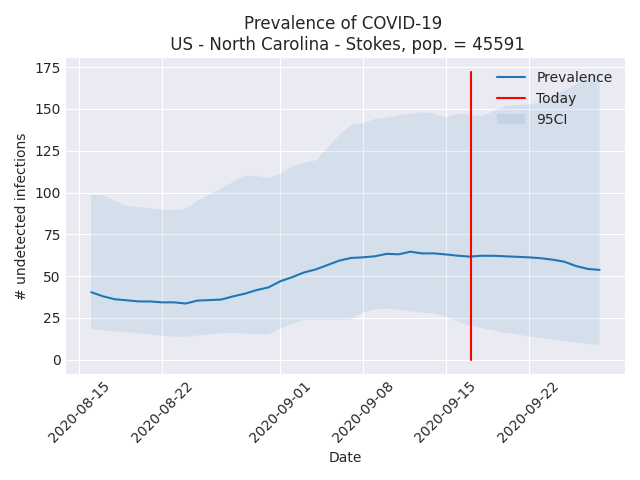 Prevalence of COVID-19
US - North Carolina - Stokes, pop. = 45591
175
150
125
100
75
50
25
0
# undetected infections
Prevalence
Today
95CI
2020-08-15
2020-08-22
2020-09-01
2020-09-08
2020-09-15
2020-09-22
Date